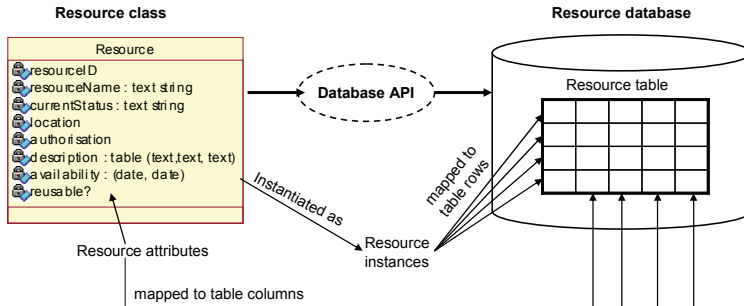 Resource class
Resource database
Resource
resourceID
resourceName : text string
currentStatus : text string
location
authorisation
description : table (text,text, text)
availability : (date, date)
reusable?
Database API
Resource table
mapped to
table rows
Instantiated as
Resource
instances
Resource attributes
mapped to table columns